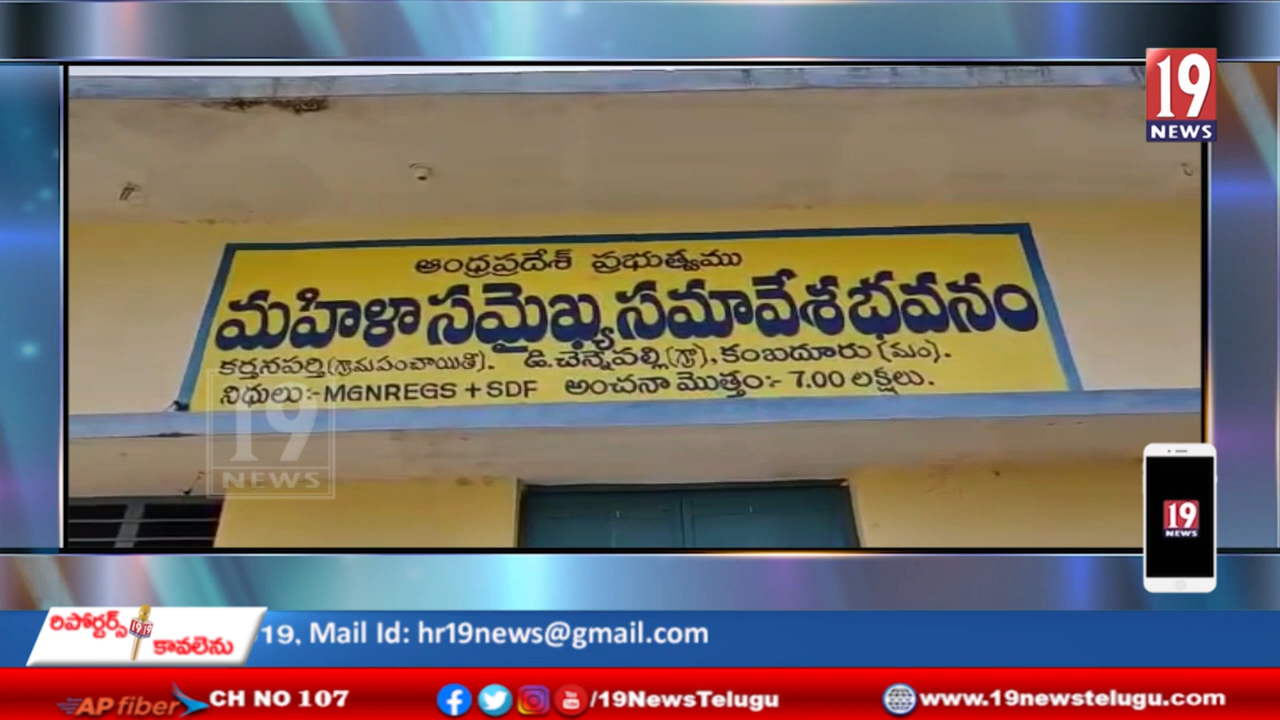 19
NEWS
ఆంధ్రప్రదేశ్ ప్రభుత్వము
మహిళా సమైఖ్య సమావేశ భవనం
కర్తనపర్తి (గ్రామపంచాయితీ). డి.చెన్నేపల్లి (గ్రా), కంబదూరు (మం).
నిధులు:-MGNREGS + SDF అంచనా మొత్తం:- 7.00 లక్షలు.
19
NEWS
19
NEWS
రిపోర్టర్స్ 1919
కావలెను
19, Mail Id: hr19news@gmail.com
AP fiber CH NO 107 /19NewsTelugu www.19newstelugu.com